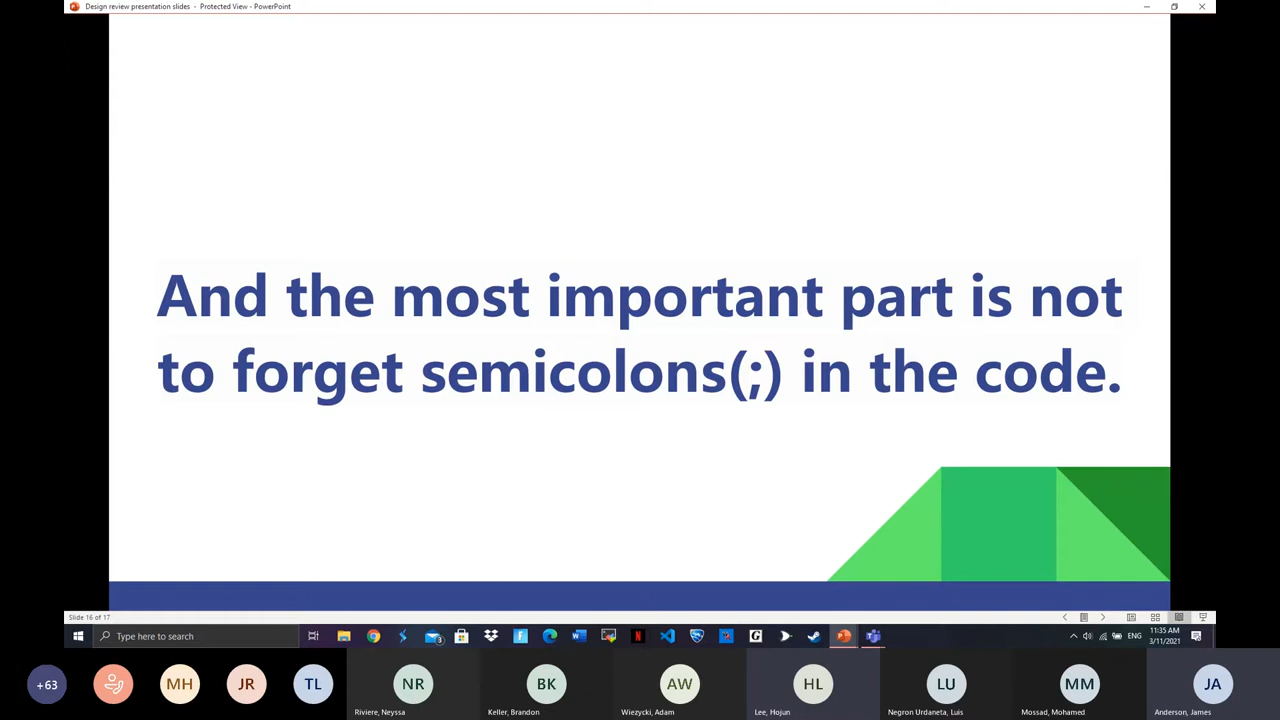 Design review presentation slides - Protected View - PowerPoint
And the most important part is not
to forget semicolons(;) in the code.
Slide 16 of 17
Type here to search
3
N
G
ENG
11:35 AM
3/11/2021
+63
MH
JR
TL
NR
BK
AW
HL
LU
MM
JA
Riviere, Neyssa
Keller, Brandon
Wiezycki, Adam
Lee, Hojun
Negron Urdaneta, Luis
Mossad, Mohamed
Anderson, James